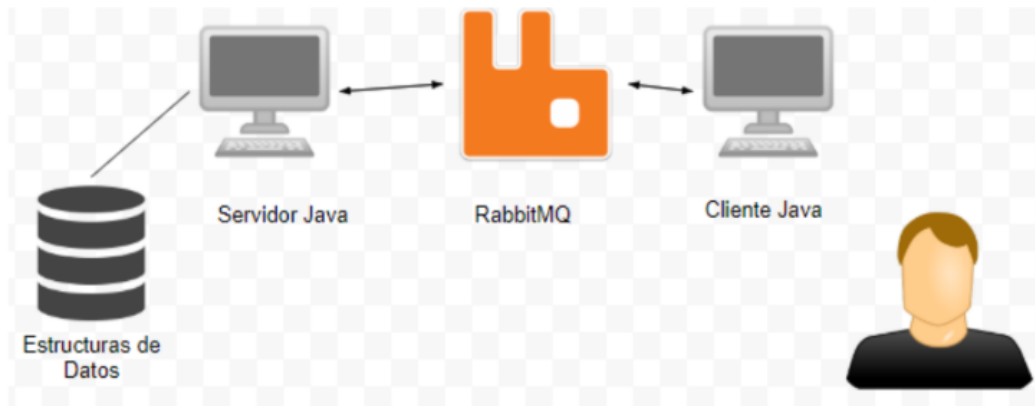 Servidor Java
RabbitMQ
Cliente Java
Estructuras de
Datos